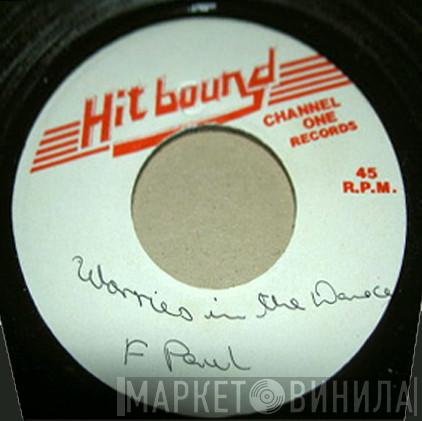 Hit bound
CHANNEL
ONE
RECORDS
45
R.P.M.
Worries in the Dance
F Paul
МАРКЕТ ВИНИЛА